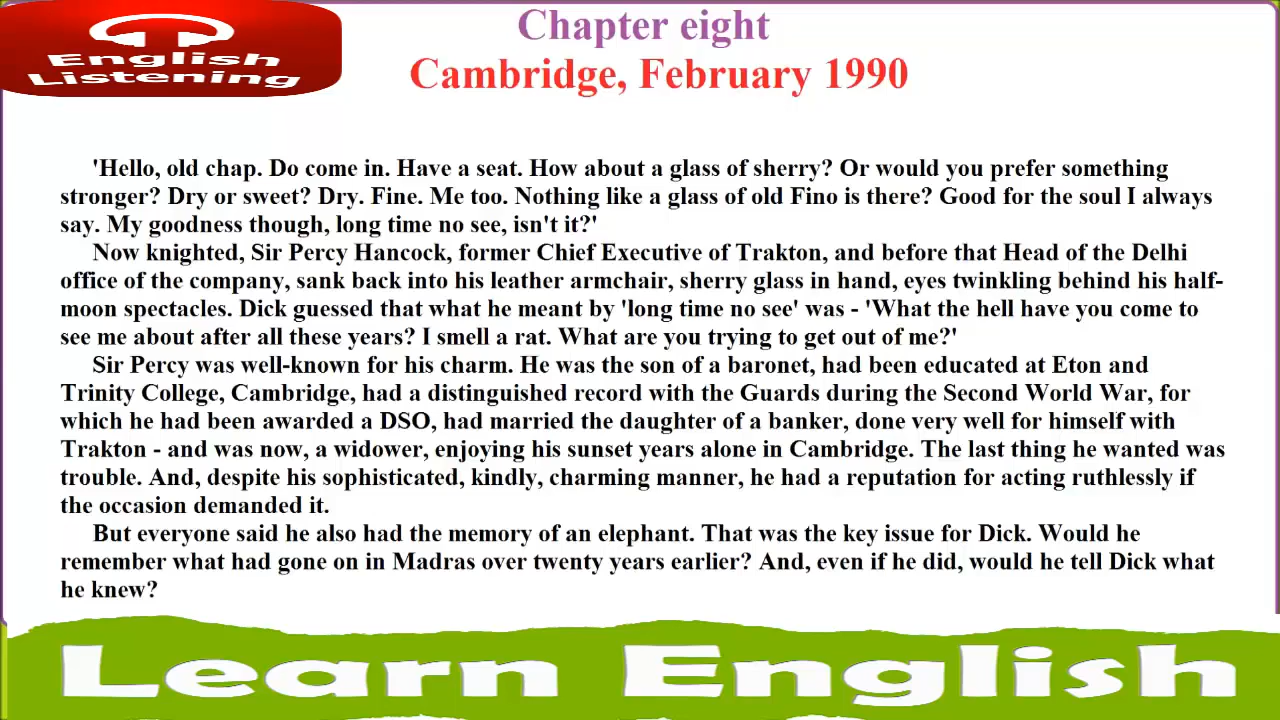 English
Listening
Chapter eight
Cambridge, February 1990
'Hello, old chap. Do come in. Have a seat. How about a glass of sherry? Or would you prefer something
stronger? Dry or sweet? Dry. Fine. Me too. Nothing like a glass of old Fino is there? Good for the soul I always
say. My goodness though, long time no see, isn't it?'
Now knighted, Sir Percy Hancock, former Chief Executive of Trakton, and before that Head of the Delhi
office of the company, sank back into his leather armchair, sherry glass in hand, eyes twinkling behind his half-
moon spectacles. Dick guessed that what he meant by 'long time no see' was - 'What the hell have you come to
see me about after all these years? I smell a rat. What are you trying to get out of me?'
Sir Percy was well-known for his charm. He was the son of a baronet, had been educated at Eton and
Trinity College, Cambridge, had a distinguished record with the Guards during the Second World War, for
which he had been awarded a DSO, had married the daughter of a banker, done very well for himself with
Trakton - and was now, a widower, enjoying his sunset years alone in Cambridge. The last thing he wanted was
trouble. And, despite his sophisticated, kindly, charming manner, he had a reputation for acting ruthlessly if
the occasion demanded it.
But everyone said he also had the memory of an elephant. That was the key issue for Dick. Would he
remember what had gone on in Madras over twenty years earlier? And, even if he did, would he tell Dick what
he knew?
Learn English